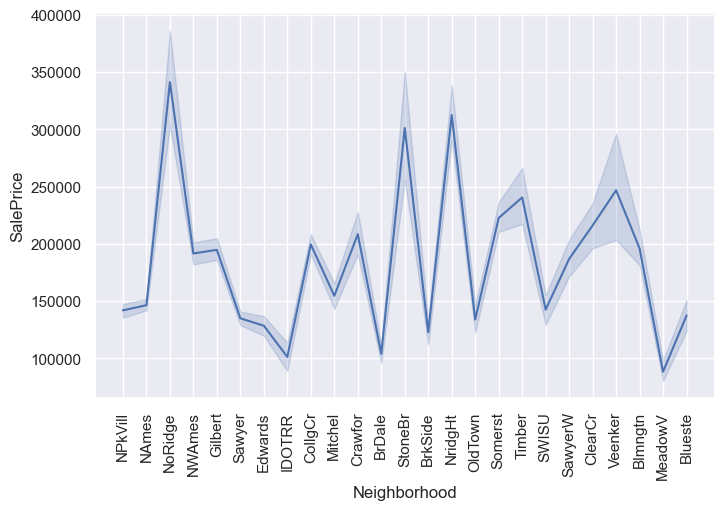 400000
350000
300000
250000
200000
150000
100000
SalePrice
NPkVill
NAmes
NoRidge
NWAmes
Gilbert
Sawyer
Edwards
IDOTRR
CollgCr
Mitchel
Crawfor
BrDale
StoneBr
BrkSide
NridgHt
OldTown
Somerst
Timber
SWISU
SawyerW
ClearCr
Veenker
Blmngtn
MeadowV
Blueste
Neighborhood